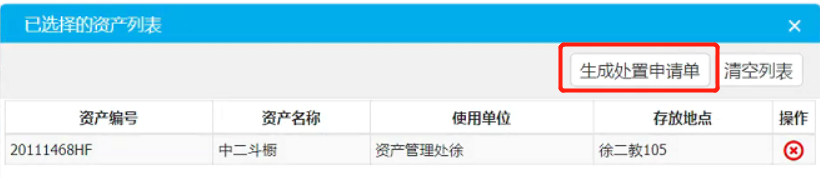 已选择的资产列表
生成处置申请单 清空列表
资产编号 资产名称 使用单位 存放地点 操作
20111468HF 中二斗橱 资产管理处徐 徐二教105